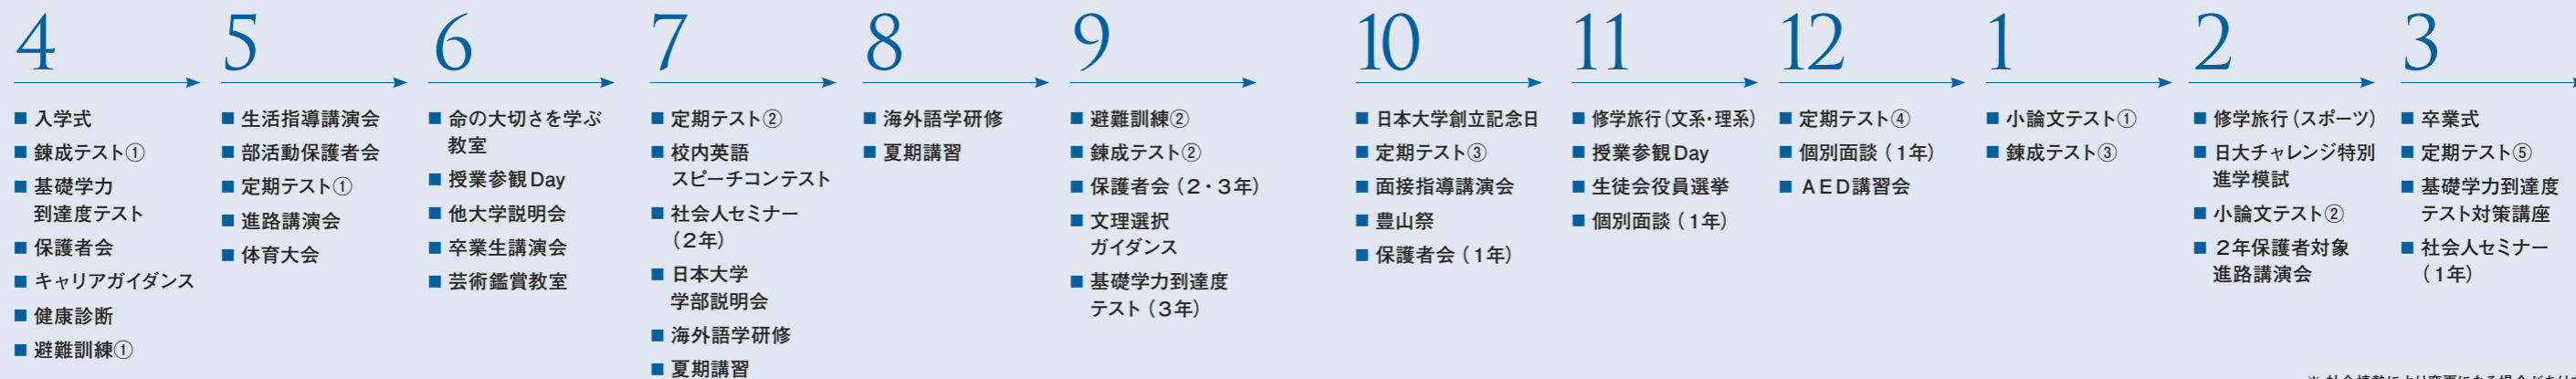 4
■ 入学式
■ 錬成テスト①
■ 基礎学力
到達度テスト
■ 保護者会
■ キャリアガイダンス
■ 健康診断
■ 避難訓練①
5
■ 生活指導講演会
■ 部活動保護者会
■ 定期テスト①
■ 進路講演会
■ 体育大会
6
■ 命の大切さを学ぶ
教室
■ 授業参観Day
■ 他大学説明会
■ 卒業生講演会
■ 芸術鑑賞教室
7
■ 定期テスト②
■ 校内英語
スピーチコンテスト
■ 社会人セミナー
（2年）
■ 日本大学
学部説明会
■ 海外語学研修
■ 夏期講習
8
■ 海外語学研修
■ 夏期講習
9
■ 避難訓練②
■ 錬成テスト②
■ 保護者会（2・3年）
■ 文理選択
ガイダンス
■ 基礎学力到達度
テスト（3年）
10
■ 日本大学創立記念日
■ 定期テスト③
■ 面接指導講演会
■ 豊山祭
■ 保護者会（1年）
11
■ 修学旅行（文系・理系）
■ 授業参観Day
■ 生徒会役員選挙
■ 個別面談（1年）
12
■ 定期テスト④
■ 個別面談（1年）
■ AED講習会
1
■ 小論文テスト①
■ 錬成テスト③
2
■ 修学旅行（スポーツ）
■ 日大チャレンジ特別
進学模試
■ 小論文テスト②
■ 2年保護者対象
進路講演会
3
■ 卒業式
■ 定期テスト⑤
■ 基礎学力到達度
テスト対策講座
■ 社会人セミナー
（1年）